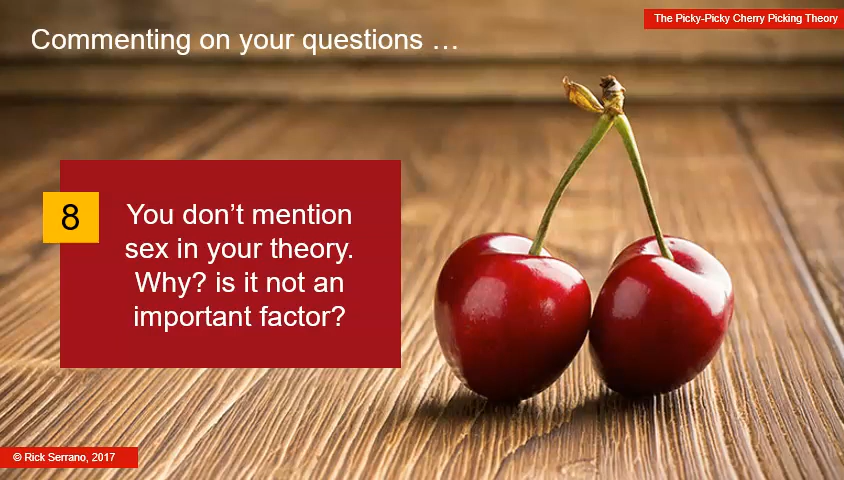 The Picky-Picky Cherry Picking Theory
Commenting on your questions …
8
You don’t mention
sex in your theory.
Why? is it not an
important factor?
© Rick Serrano, 2017